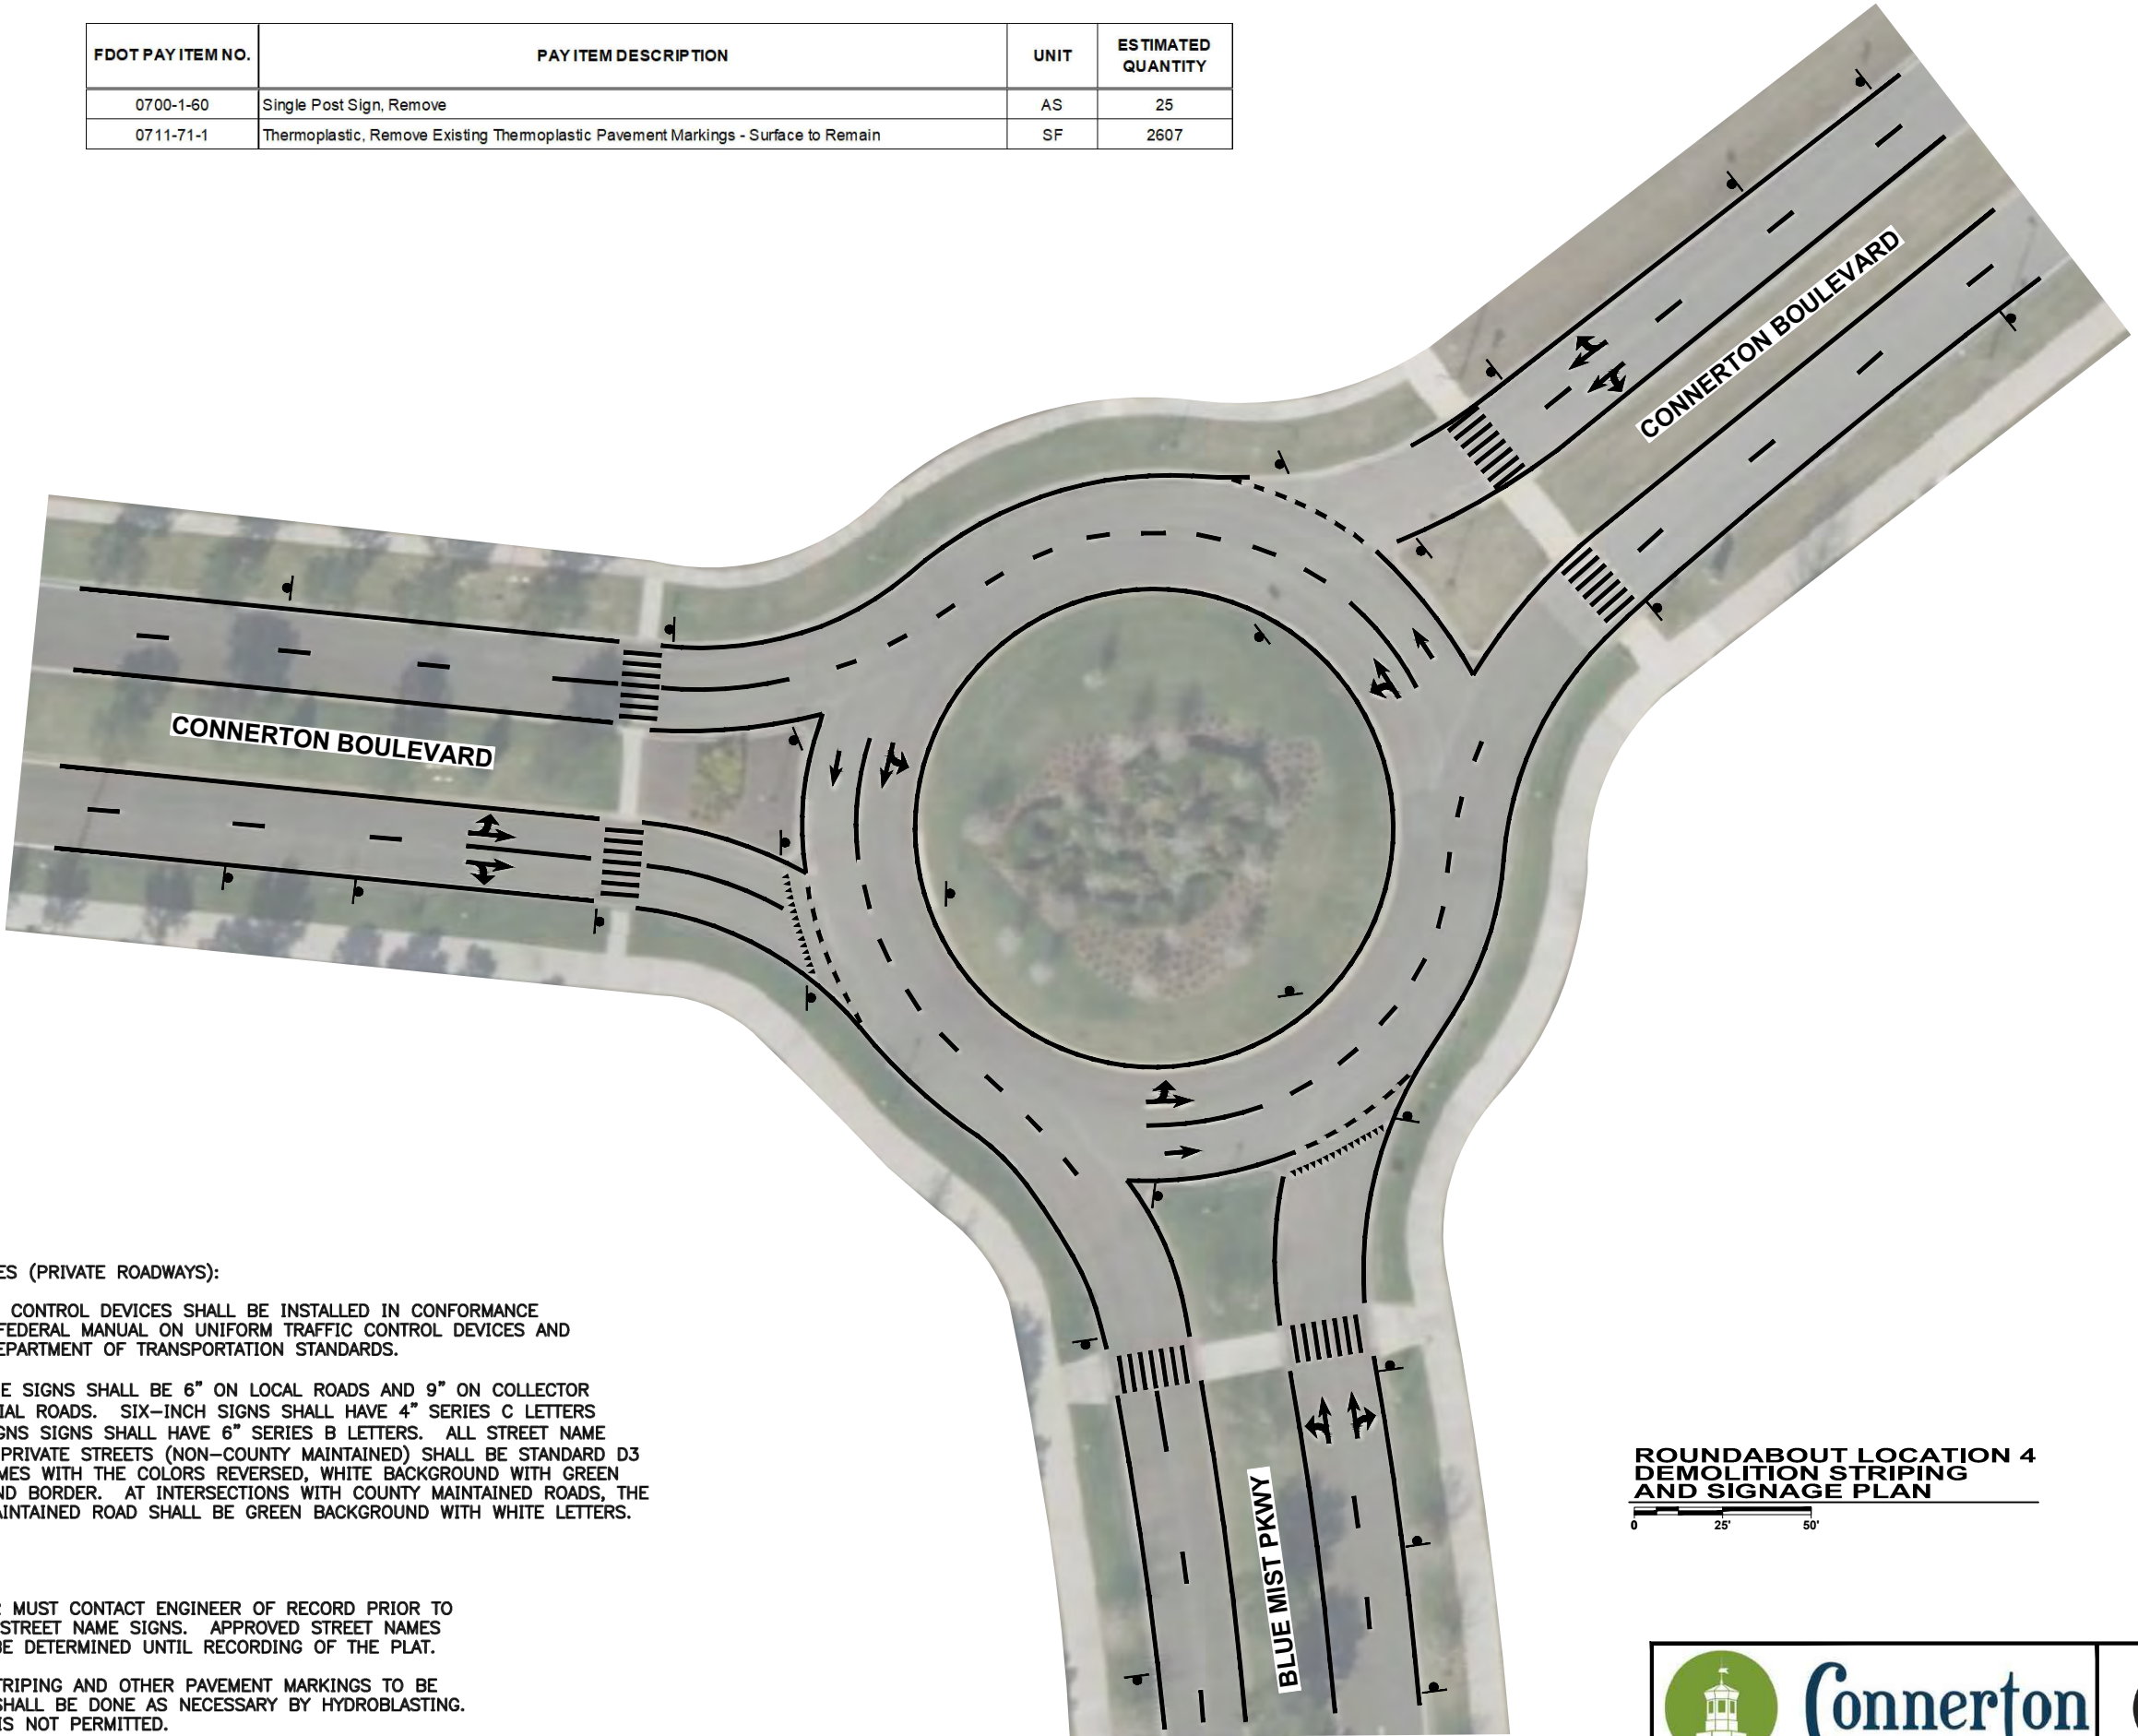 FDOT PAY ITEM NO. PAY ITEM DESCRIPTION UNIT ESTIMATED QUANTITY
0700-1-60 Single Post Sign, Remove AS 25
0711-71-1 Thermoplastic, Remove Existing Thermoplastic Pavement Markings - Surface to Remain SF 2607
CONNERTON BOULEVARD
CONNERTON BOULEVARD
BLUE MIST PKWY
ES (PRIVATE ROADWAYS):
CONTROL DEVICES SHALL BE INSTALLED IN CONFORMANCE
FEDERAL MANUAL ON UNIFORM TRAFFIC CONTROL DEVICES AND
EPARTMENT OF TRANSPORTATION STANDARDS.
E SIGNS SHALL BE 6" ON LOCAL ROADS AND 9" ON COLLECTOR
IAL ROADS. SIX-INCH SIGNS SHALL HAVE 4" SERIES C LETTERS
GNS SIGNS SHALL HAVE 6" SERIES B LETTERS. ALL STREET NAME
PRIVATE STREETS (NON-COUNTY MAINTAINED) SHALL BE STANDARD D3
MES WITH THE COLORS REVERSED, WHITE BACKGROUND WITH GREEN
ND BORDER. AT INTERSECTIONS WITH COUNTY MAINTAINED ROADS, THE
AINTAINED ROAD SHALL BE GREEN BACKGROUND WITH WHITE LETTERS.
MUST CONTACT ENGINEER OF RECORD PRIOR TO
STREET NAME SIGNS. APPROVED STREET NAMES
BE DETERMINED UNTIL RECORDING OF THE PLAT.
TRIPING AND OTHER PAVEMENT MARKINGS TO BE
SHALL BE DONE AS NECESSARY BY HYDROBLASTING.
IS NOT PERMITTED.
ROUNDABOUT LOCATION 4
DEMOLITION STRIPING
AND SIGNAGE PLAN
0 25' 50'
Connerton